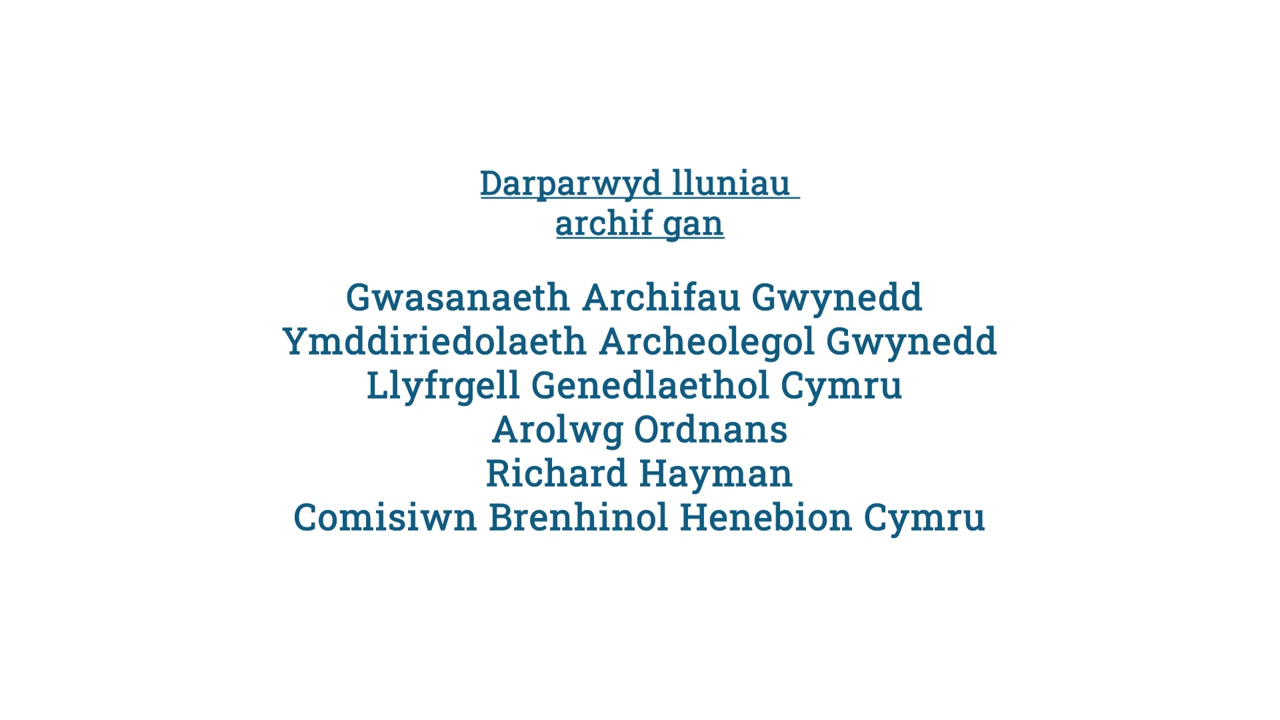 Darparwyd lluniau
archif gan
Gwasanaeth Archifau Gwynedd
Ymddiriedolaeth Archeolegol Gwynedd
Llyfrgell Genedlaethol Cymru
Arolwg Ordnans
Richard Hayman
Comisiwn Brenhinol Henebion Cymru